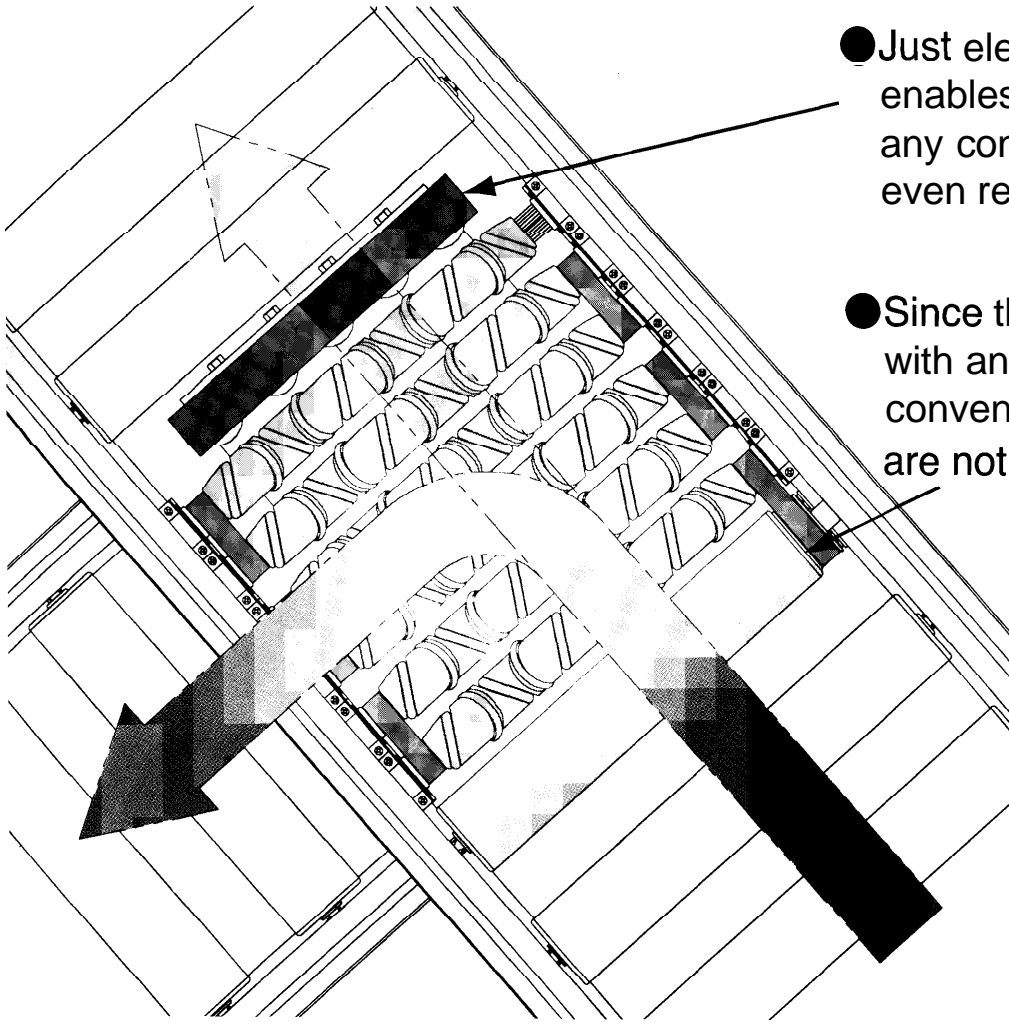 ●Just ele
enables
any cor
even re
●Since th
with an
conven
are not